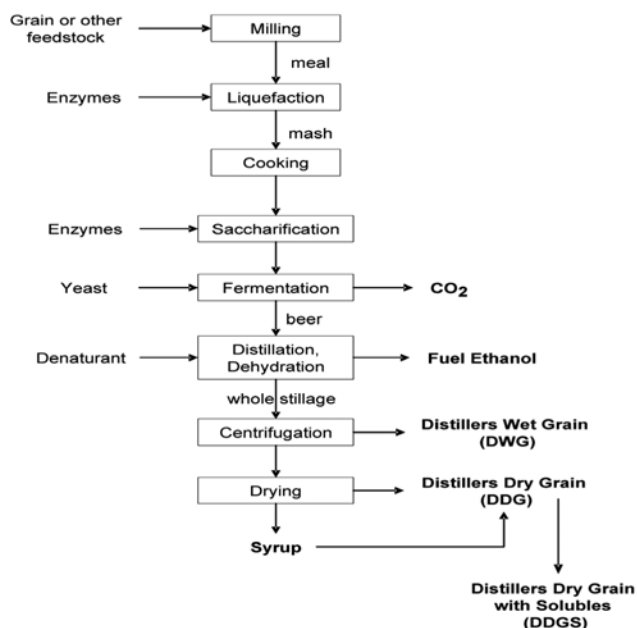 Grain or other
feedstock
Milling
meal
Enzymes
Liquefaction
mash
Cooking
Enzymes
Saccharification
Yeast
Fermentation
CO2
beer
Denaturant
Distillation,
Dehydration
Fuel Ethanol
whole stillage
Centrifugation
Distillers Wet Grain
(DWG)
Drying
Distillers Dry Grain
(DDG)
Syrup
Distillers Dry Grain
with Solubles
(DDGS)